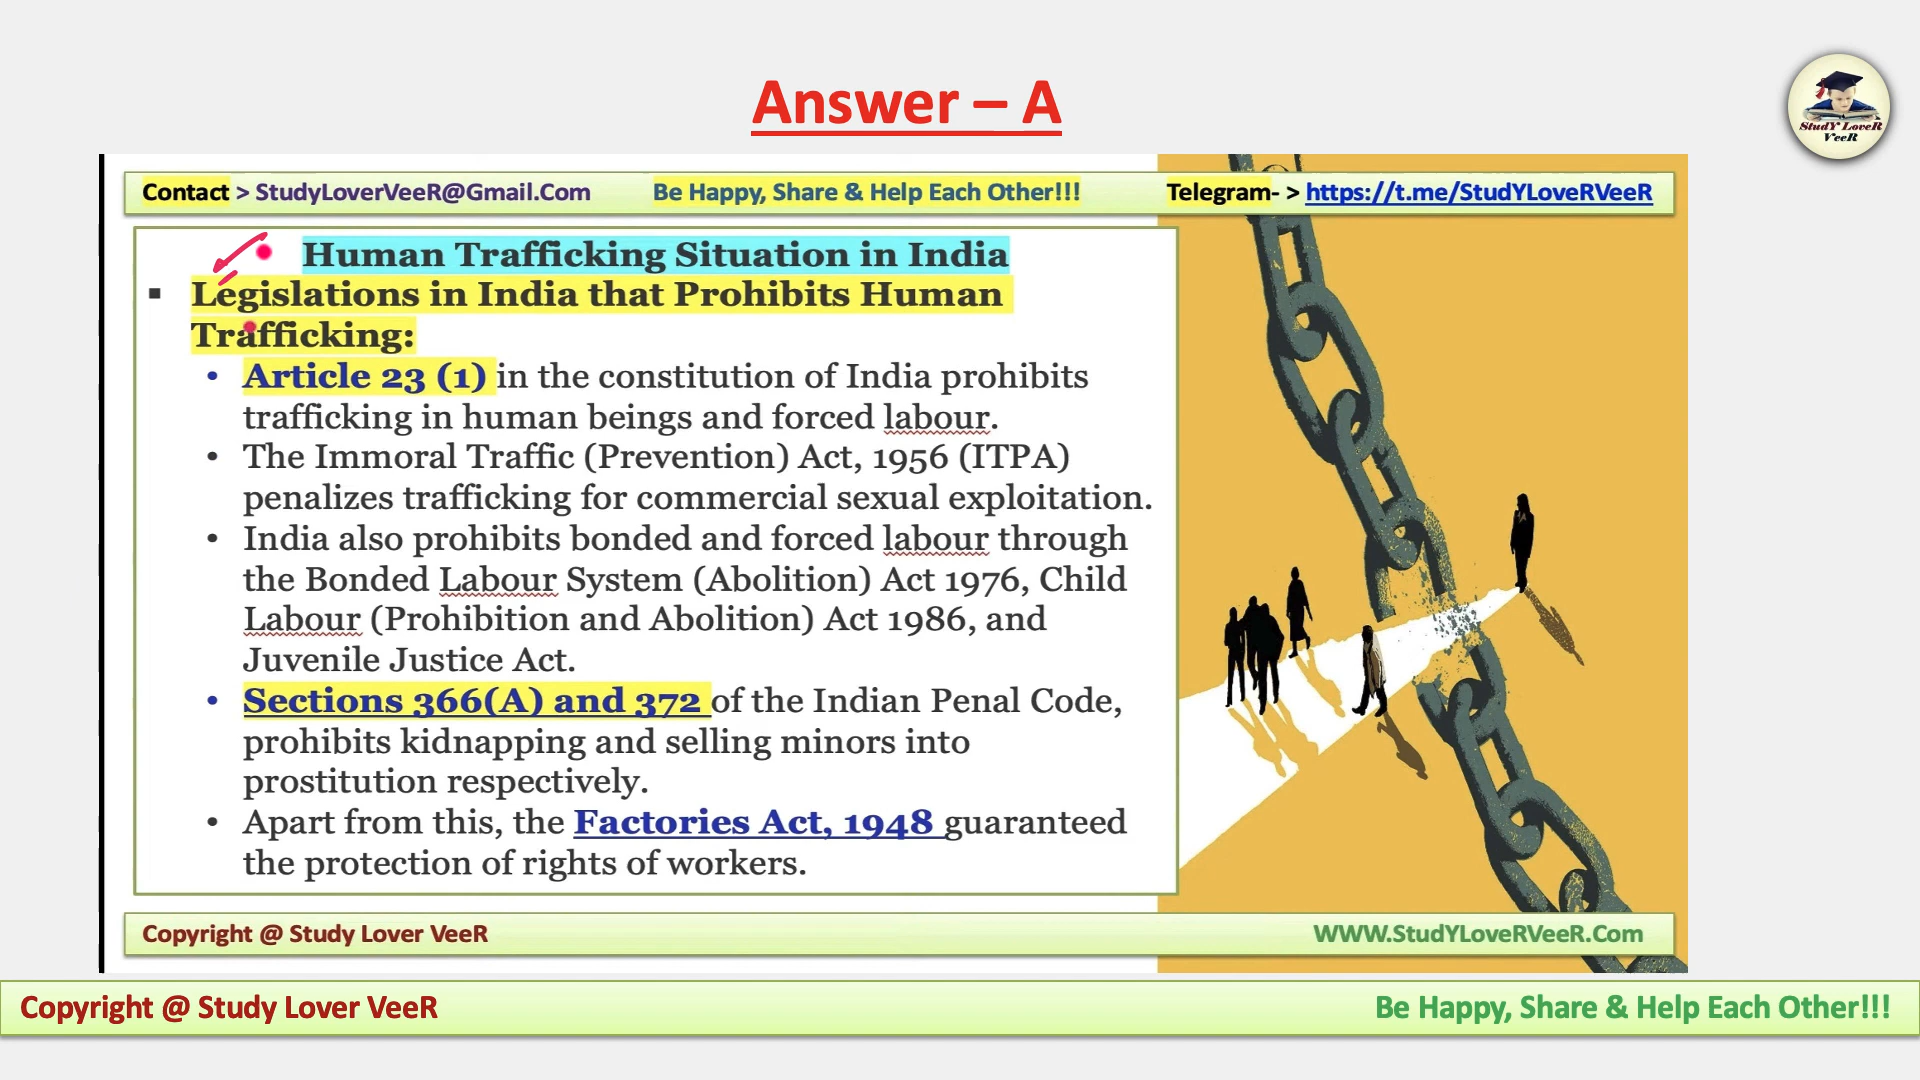 Answer – A
StudY LoveR
VeeR
Contact > StudyLoverVeeR@Gmail.Com Be Happy, Share & Help Each Other!!! Telegram- > https://t.me/StudYLoveRVeeR
Human Trafficking Situation in India
▪ Legislations in India that Prohibits Human
Trafficking:
• Article 23 (1) in the constitution of India prohibits
trafficking in human beings and forced labour.
• The Immoral Traffic (Prevention) Act, 1956 (ITPA)
penalizes trafficking for commercial sexual exploitation.
• India also prohibits bonded and forced labour through
the Bonded Labour System (Abolition) Act 1976, Child
Labour (Prohibition and Abolition) Act 1986, and
Juvenile Justice Act.
• Sections 366(A) and 372 of the Indian Penal Code,
prohibits kidnapping and selling minors into
prostitution respectively.
• Apart from this, the Factories Act, 1948 guaranteed
the protection of rights of workers.
Copyright @ Study Lover VeeR WWW.StudYLoveRVeeR.Com
Copyright @ Study Lover VeeR Be Happy, Share & Help Each Other!!!